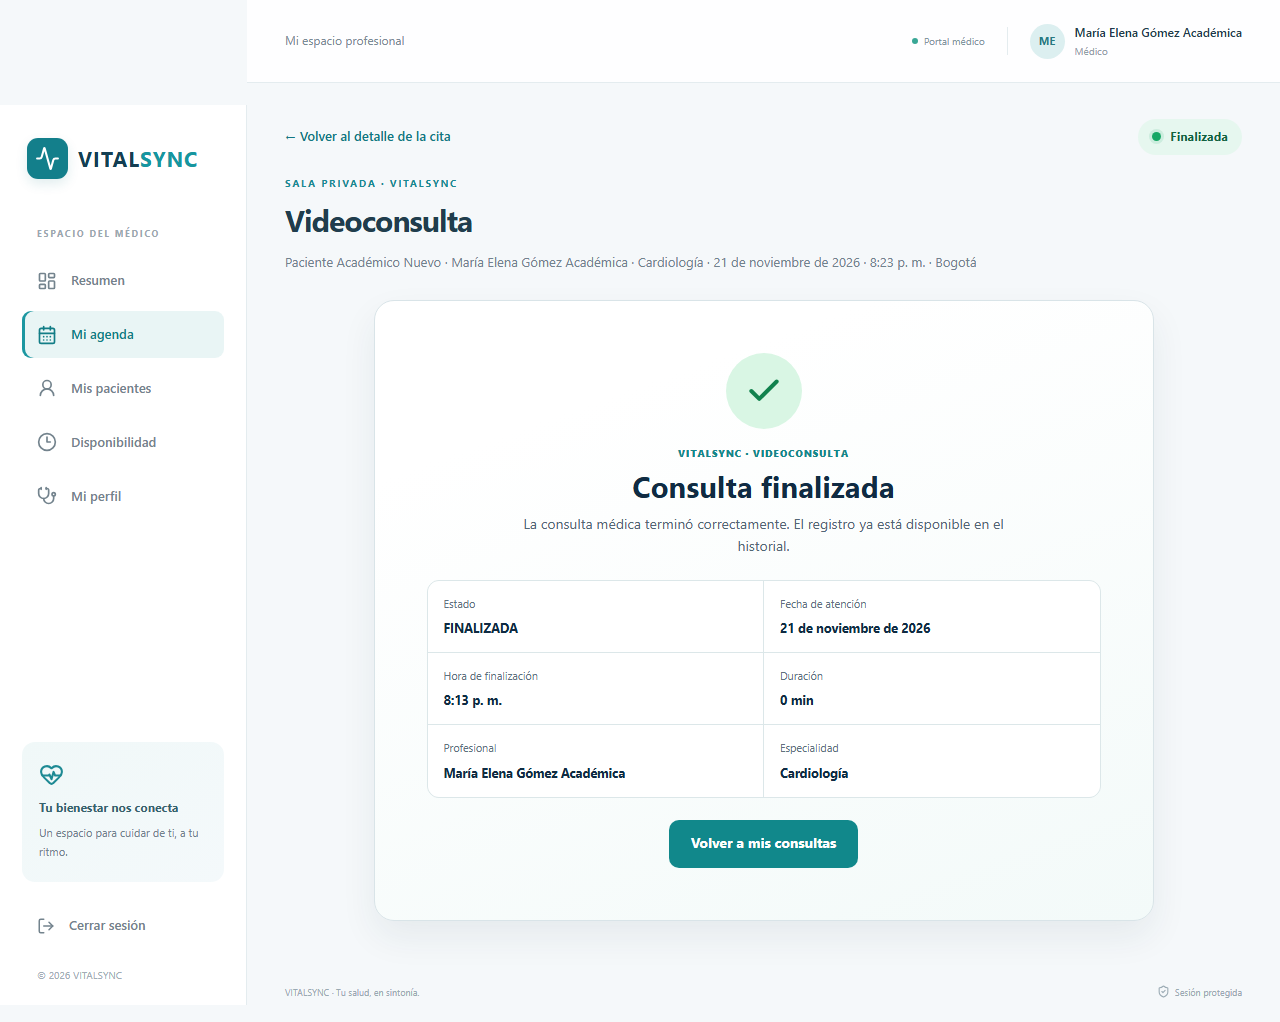 Mi espacio profesional
Portal médico
ME
María Elena Gómez Académica
Médico
VITALSYNC
ESPACIO DEL MÉDICO
Resumen
Mi agenda
Mis pacientes
Disponibilidad
Mi perfil
Tu bienestar nos conecta
Un espacio para cuidar de ti, a tu
ritmo.
Cerrar sesión
© 2026 VITALSYNC
← Volver al detalle de la cita
Finalizada
SALA PRIVADA · VITALSYNC
Videoconsulta
Paciente Académico Nuevo · María Elena Gómez Académica · Cardiología · 21 de noviembre de 2026 · 8:23 p. m. · Bogotá
VITALSYNC · VIDEOCONSULTA
Consulta finalizada
La consulta médica terminó correctamente. El registro ya está disponible en el
historial.
Estado
FINALIZADA
Fecha de atención
21 de noviembre de 2026
Hora de finalización
8:13 p. m.
Duración
0 min
Profesional
María Elena Gómez Académica
Especialidad
Cardiología
Volver a mis consultas
VITALSYNC · Tu salud, en sintonía.
Sesión protegida